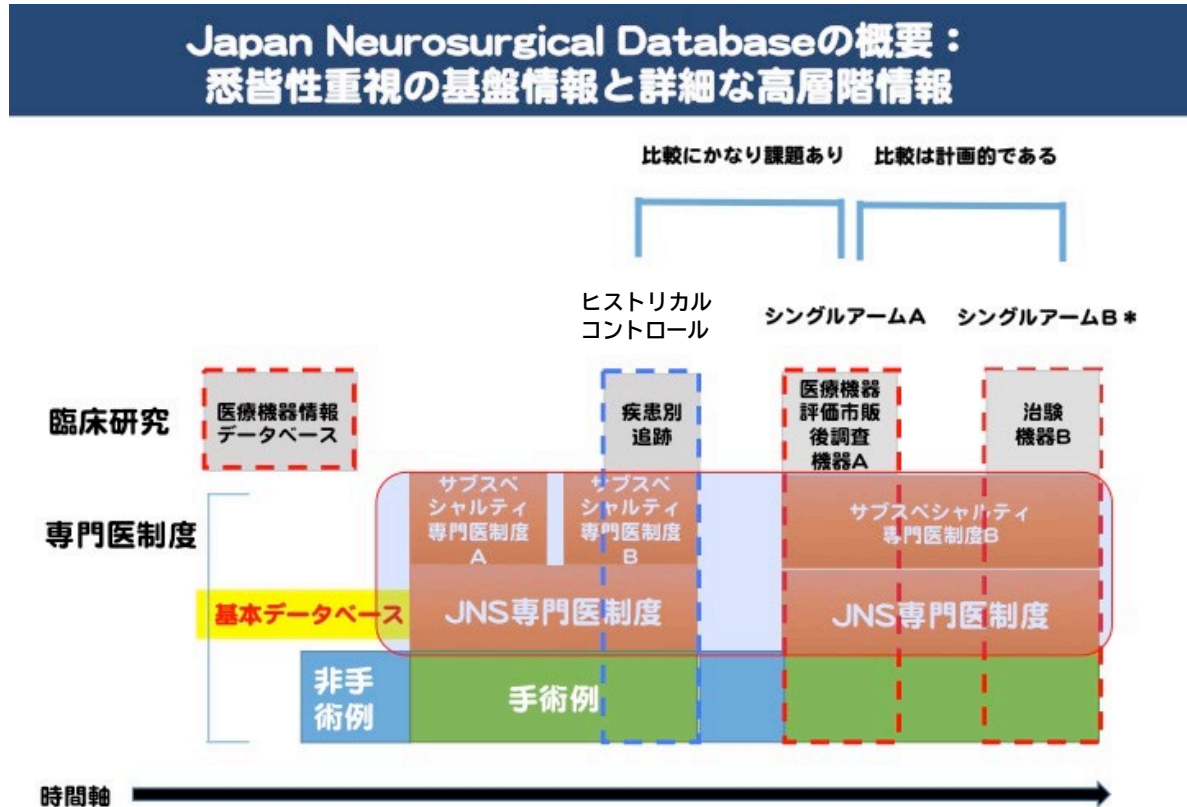 Japan Neurosurgical Databaseの概要：
悉皆性重視の基盤情報と詳細な高層階情報
比較にかなり課題あり
比較は計画的である
ヒストリカル
コントロール
シングルアームA
シングルアームB＊
臨床研究
医療機器情報
データベース
疾患別
追跡
医療機器
評価市販
後調査
機器A
治験
機器B
専門医制度
サブスペ
シャルティ
専門医制度
A
サブスペ
シャルティ
専門医制度
B
サブスペシャルティ
専門医制度B
基本データベース
JNS専門医制度
JNS専門医制度
非手
術例
手術例
時間軸